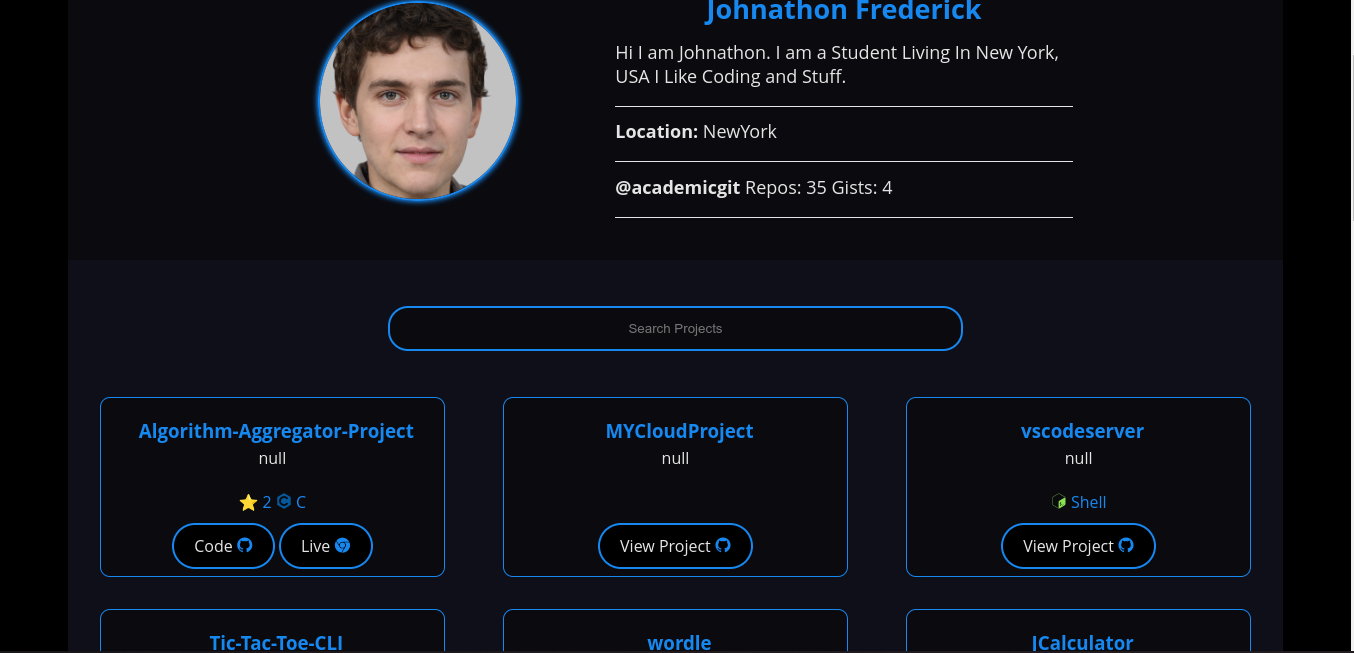 Johnathon Frederick
Hi I am Johnathon. I am a Student Living In New York,
USA I Like Coding and Stuff.
Location: NewYork
@academicgit Repos: 35 Gists: 4
Search Projects
Algorithm-Aggregator-Project
null
2 C
Code
Live
MYCloudProject
null
View Project
vscodeserver
null
Shell
View Project
Tic-Tac-Toe-CLI
wordle
JCalculator